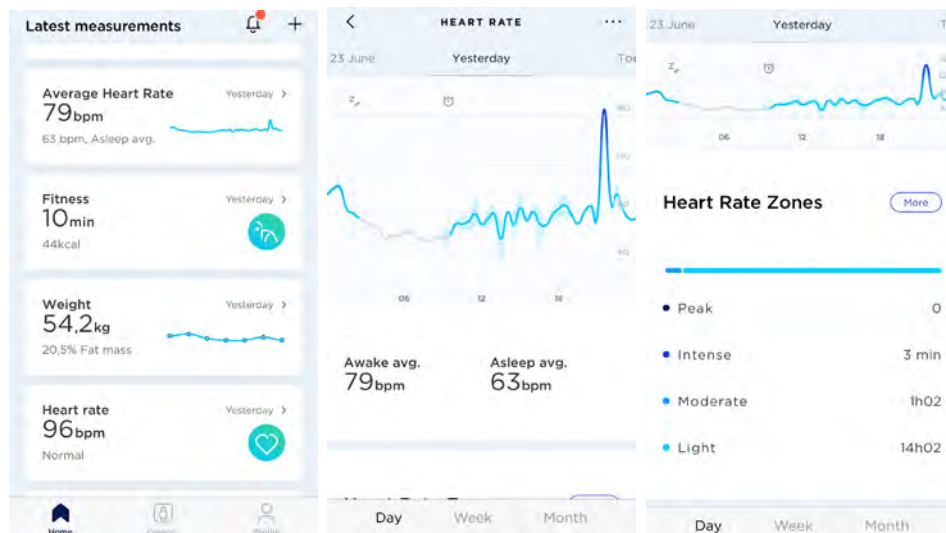 Latest measurements
Average Heart Rate
Yesterday >
79bpm
63 bpm, Asleep avg.
Fitness
Yesterday >
10min
44kcal
Weight
Yesterday >
54,2kg
20,5% Fat mass
Heart rate
Yesterday >
96bpm
Normal
Home
HEART RATE
23 June
Yesterday
06
12
18
Awake avg.
79bpm
Asleep avg.
63bpm
Day
Week
Month
23 June
Yesterday
06
12
18
Heart Rate Zones
More
Peak
0
Intense
3 min
Moderate
1h02
Light
14h02
Day
Week
Month